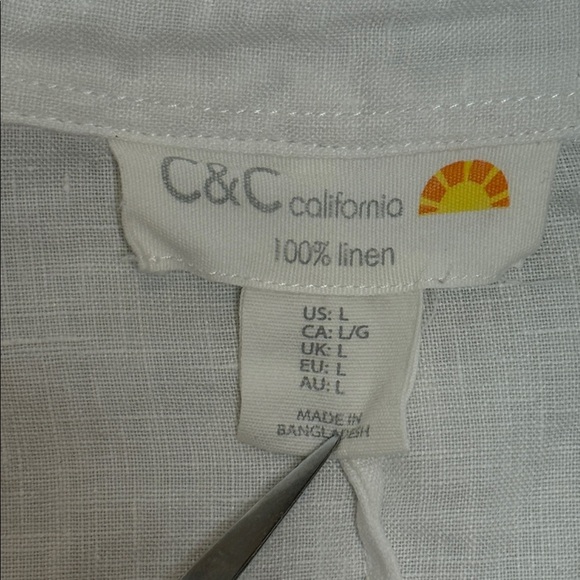 C&C california
100% linen
US: L
CA: L/G
UK: L
EU: L
AU: L
MADE IN
BANGLADESH